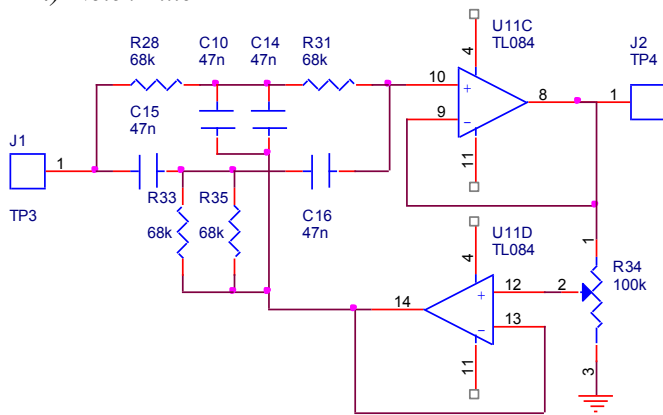 R28
68k
C10
47n
C14
47n
R31
68k
C15
47n
J1
1
TP3
R33
68k
R35
68k
C16
47n
U11C
TL084
4
10
+
9
-
8
11
J2
TP4
1
U11D
TL084
4
14
12
+
13
-
11
1
2
R34
100k
3